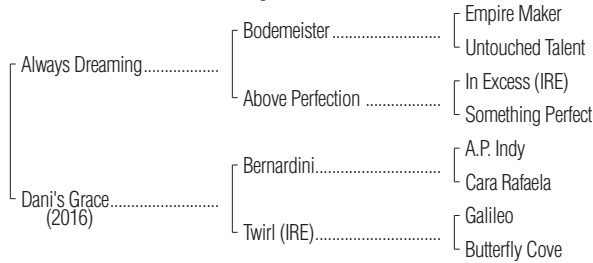 Empire Maker
Bodemeister
Untouched Talent
Always Dreaming
In Excess (IRE)
Above Perfection
Something Perfect
A.P. Indy
Bernardini
Cara Rafaela
Dani's Grace
(2016)
Galileo
Twirl (IRE)
Butterfly Cove